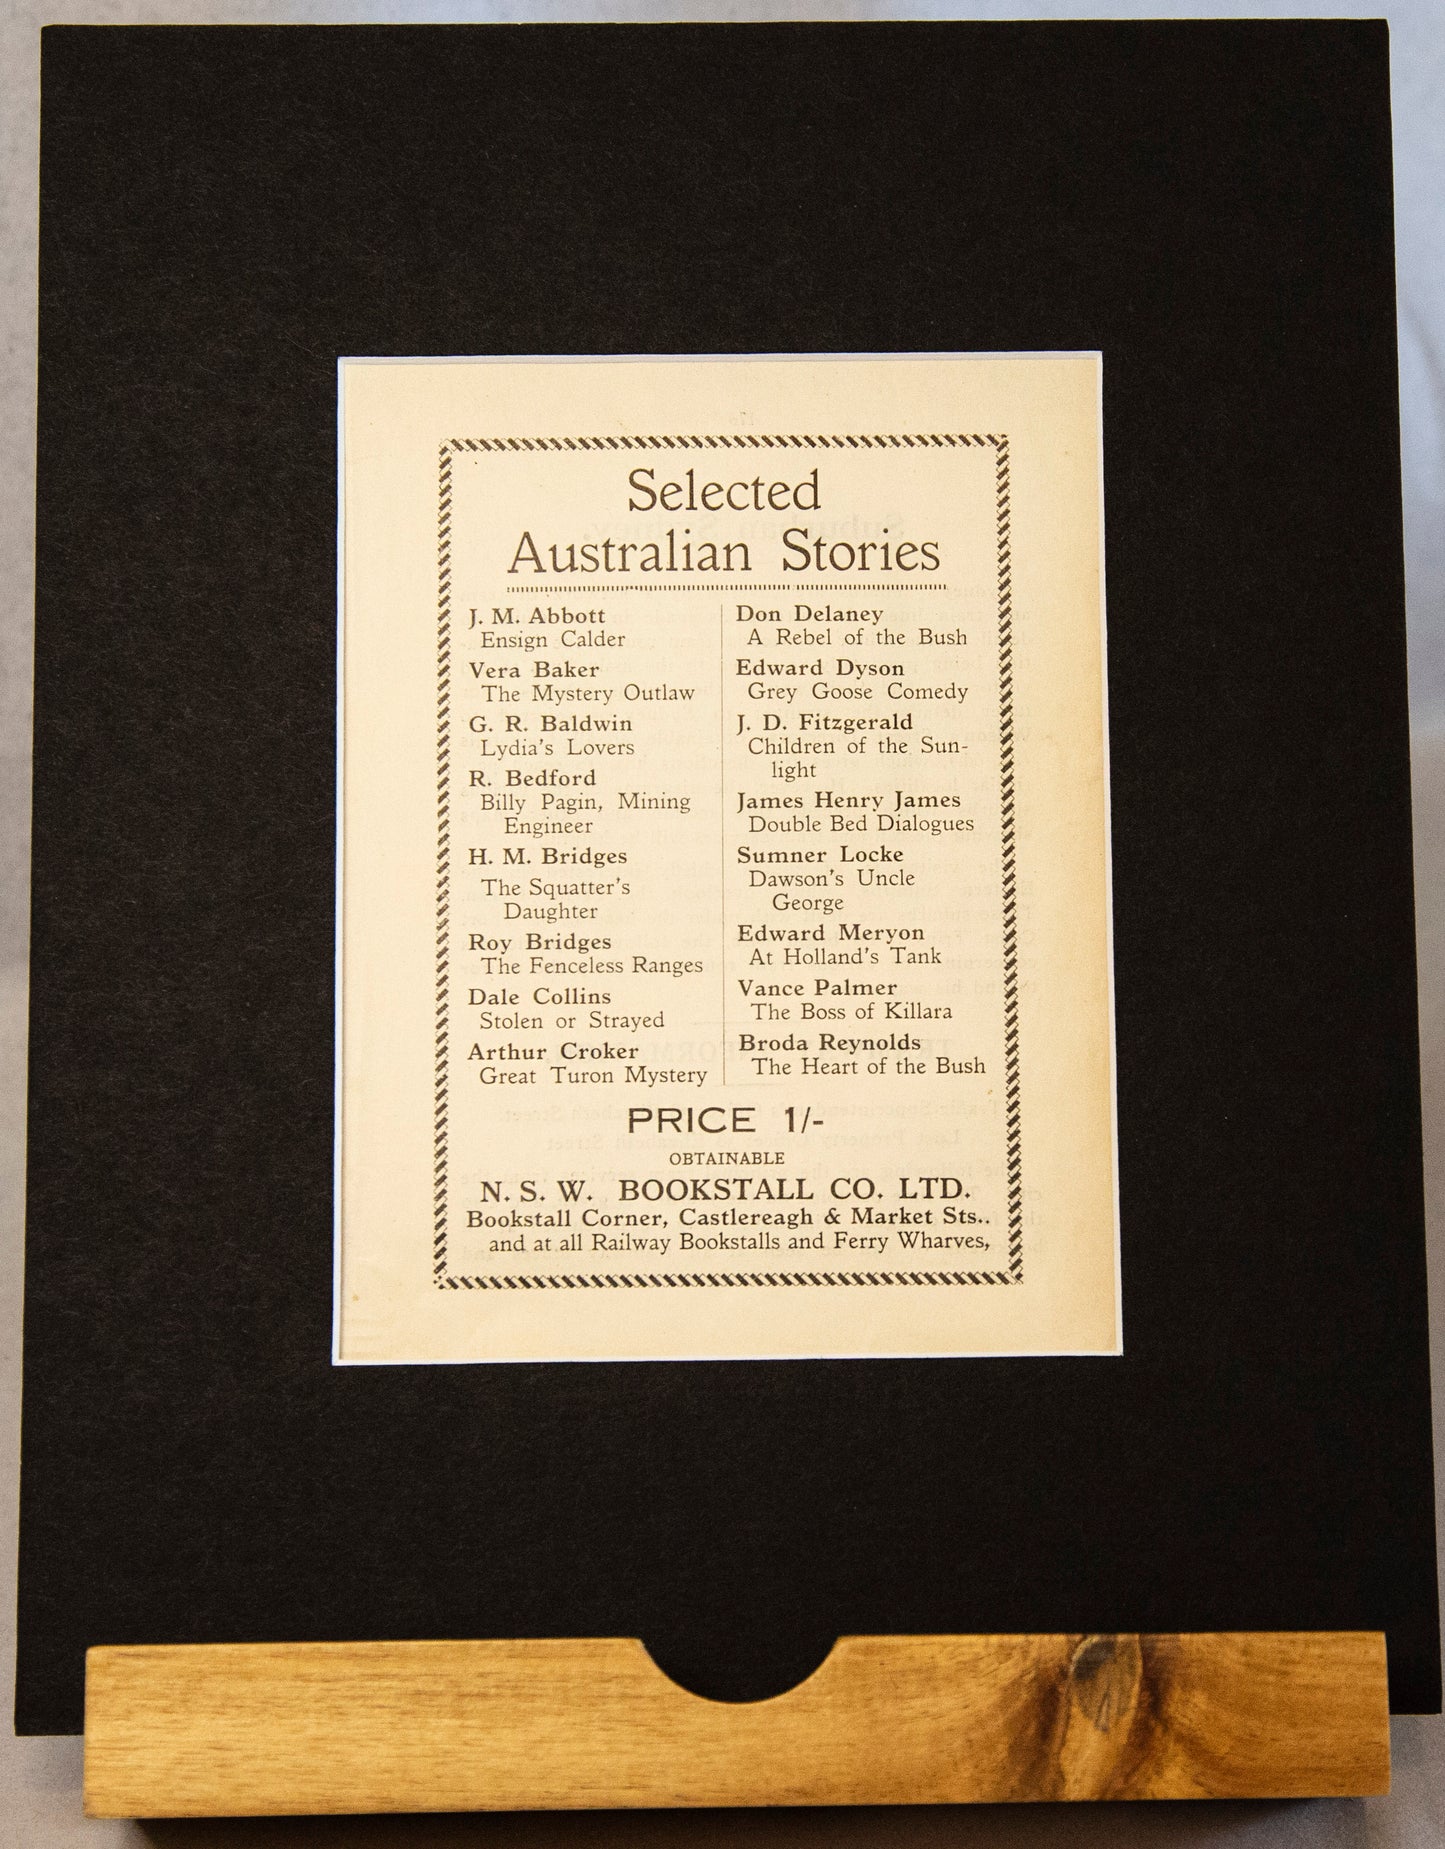 Selected
Australian Stories
J. M. Abbott
Ensign Calder
Vera Baker
The Mystery Outlaw
G. R. Baldwin
Lydia's Lovers
R. Bedford
Billy Pagin, Mining
Engineer
H. M. Bridges
The Squatter's
Daughter
Roy Bridges
The Fenceless Ranges
Dale Collins
Stolen or Strayed
Arthur Croker
Great Turon Mystery
Don Delaney
A Rebel of the Bush
Edward Dyson
Grey Goose Comedy
J. D. Fitzgerald
Children of the Sun-
light
James Henry James
Double Bed Dialogues
Sumner Locke
Dawson's Uncle
George
Edward Meryon
At Holland's Tank
Vance Palmer
The Boss of Killara
Broda Reynolds
The Heart of the Bush
PRICE 1/-
OBTAINABLE
N. S. W. BOOKSTALL CO. LTD.
Bookstall Corner, Castlereagh & Market Sts..
and at all Railway Bookstalls and Ferry Wharves,